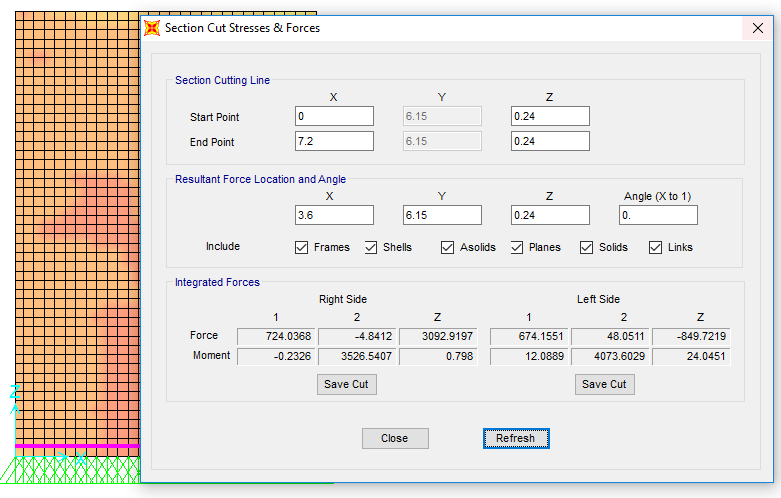 Section Cut Stresses & Forces
Section Cutting Line
X Y Z
Start Point 0 6.15 0.24
End Point 7.2 6.15 0.24
Resultant Force Location and Angle
X Y Z Angle (X to 1)
3.6 6.15 0.24 0.
Include Frames Shells Asolids Planes Solids Links
Integrated Forces
Right Side Left Side
1 2 Z 1 2 Z
Force 724.0368 -4.8412 3092.9197 674.1551 48.0511 -849.7219
Moment -0.2326 3526.5407 0.798 12.0889 4073.6029 24.0451
Save Cut Save Cut
Close Refresh
Z
X